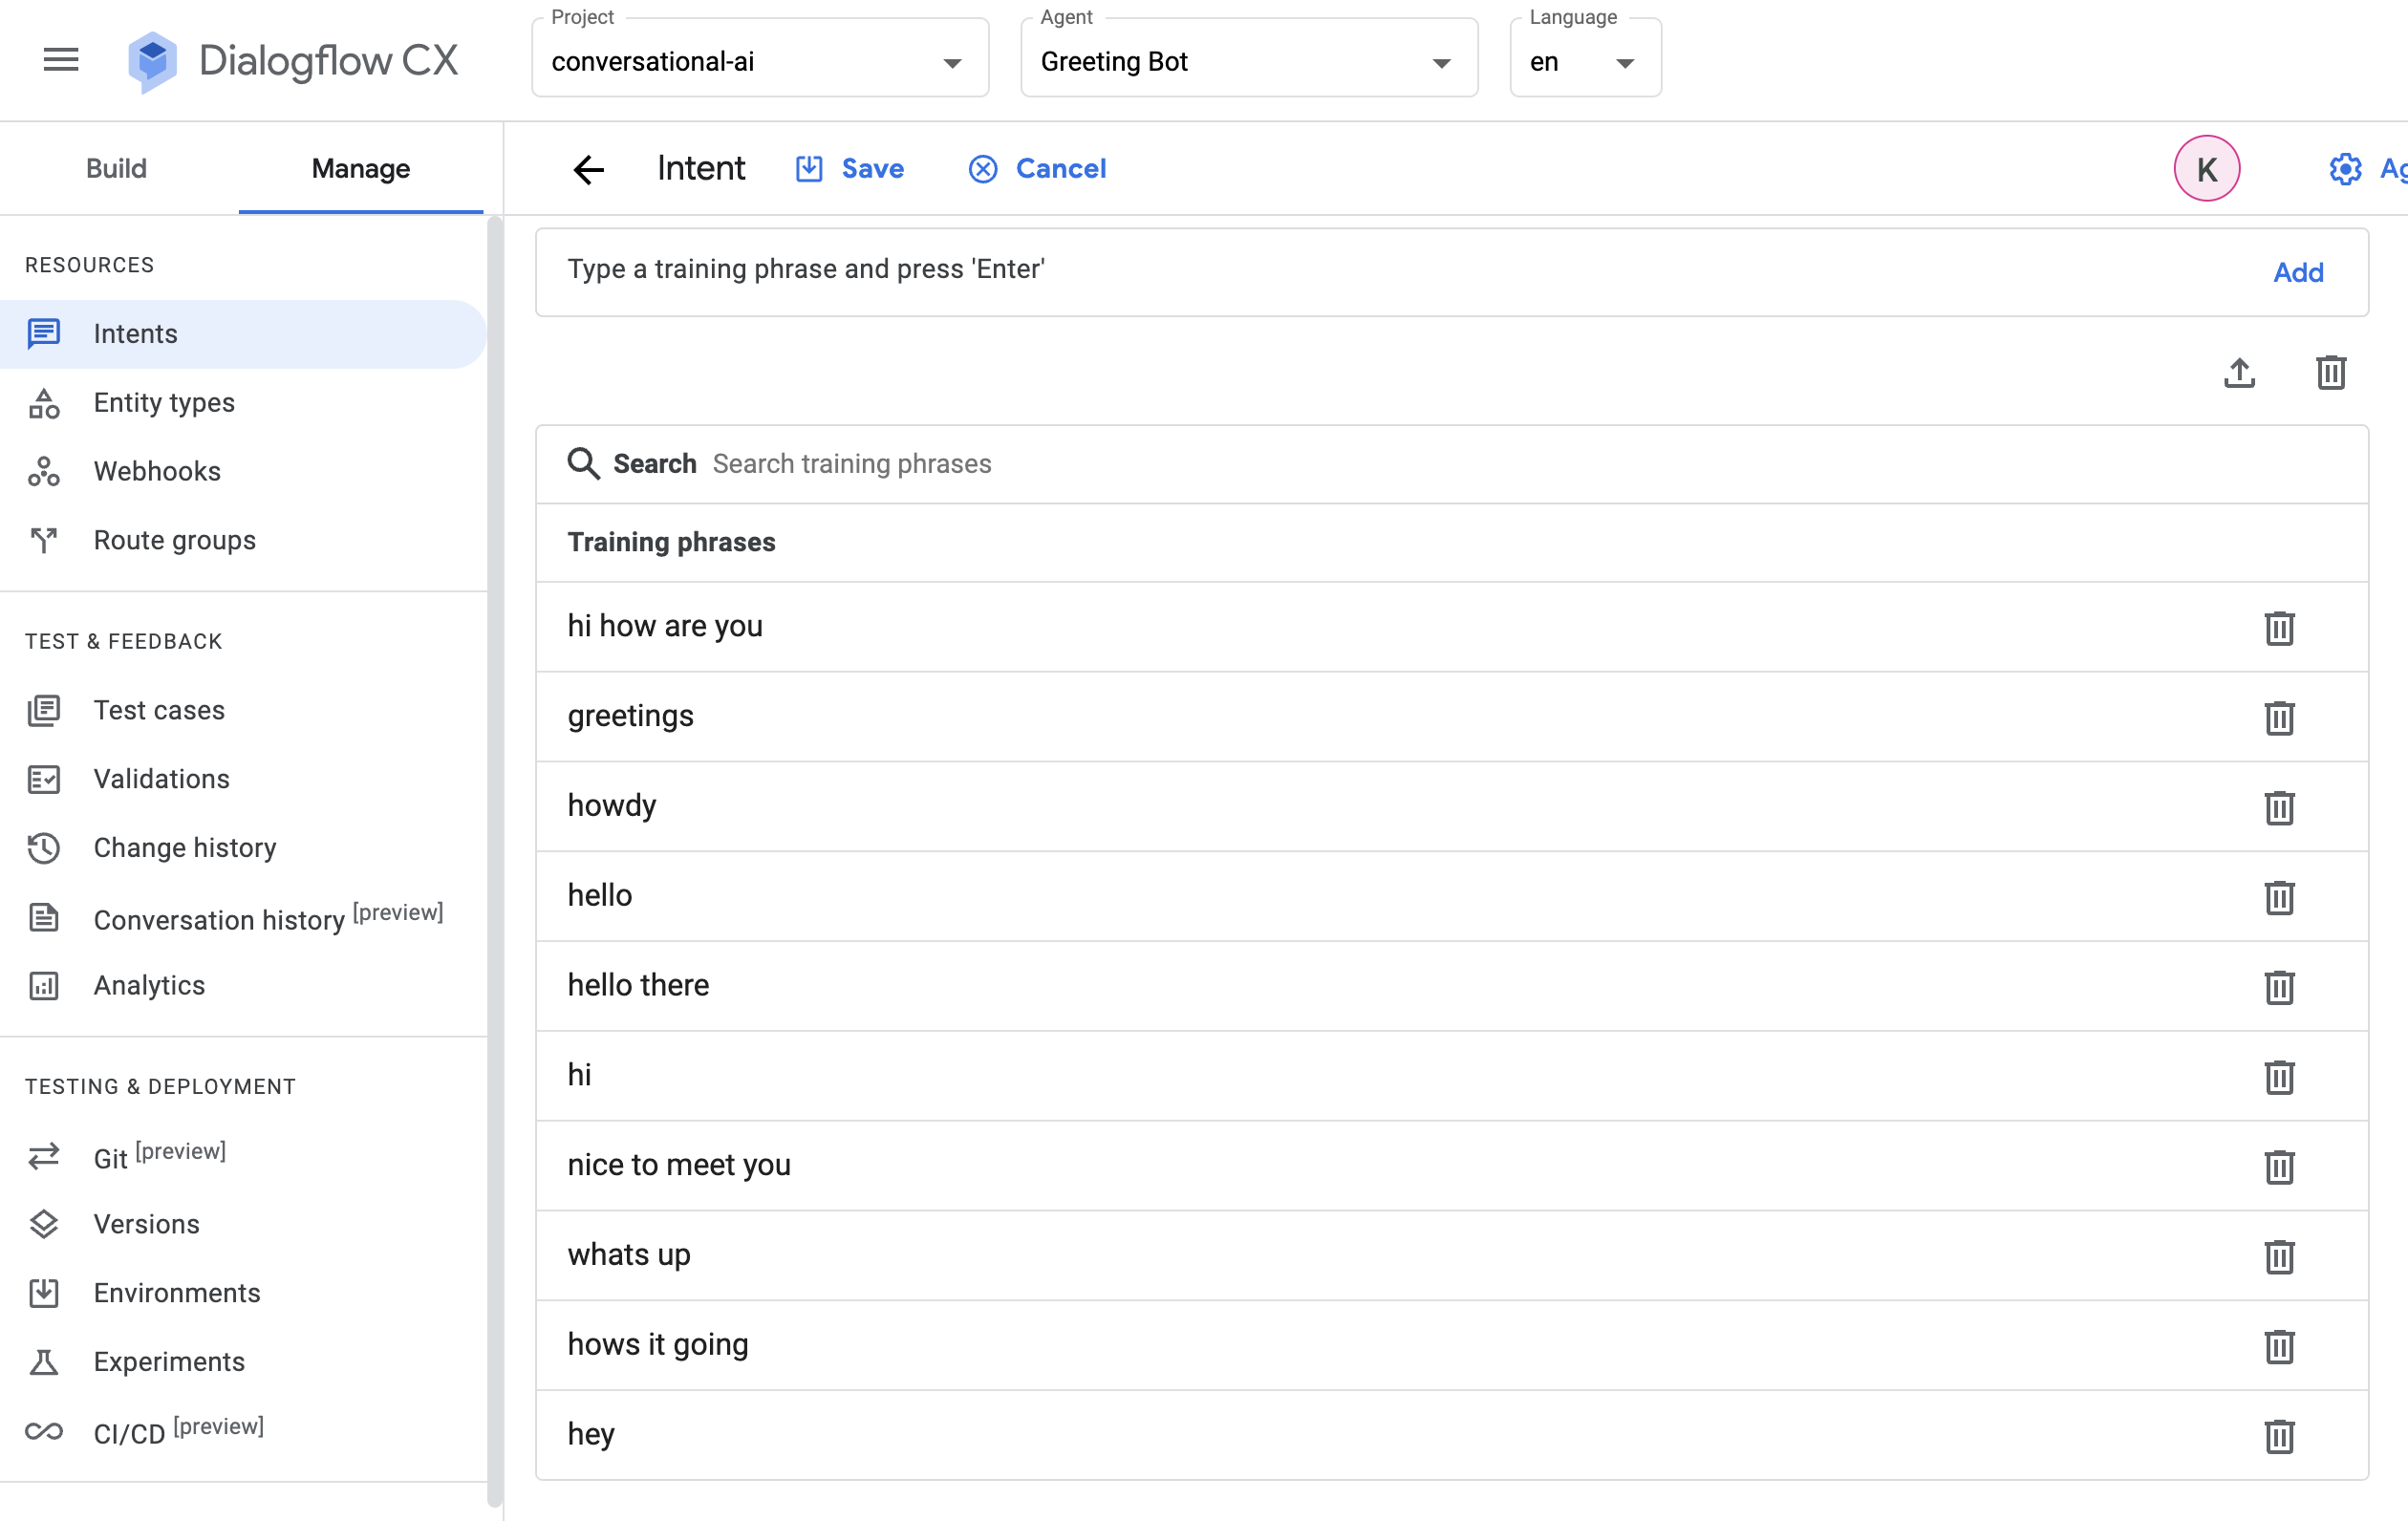 Project
Agent
Language
Dialogflow CX
conversational-ai
Greeting Bot
en
Build
Manage
Intent
Save
Cancel
K
RESOURCES
Intents
Entity types
Webhooks
Route groups
TEST & FEEDBACK
Test cases
Validations
Change history
Conversation history [preview]
Analytics
TESTING & DEPLOYMENT
Git [preview]
Versions
Environments
Experiments
CI/CD [preview]
Type a training phrase and press 'Enter'
Add
Search Search training phrases
Training phrases
hi how are you
greetings
howdy
hello
hello there
hi
nice to meet you
whats up
hows it going
hey